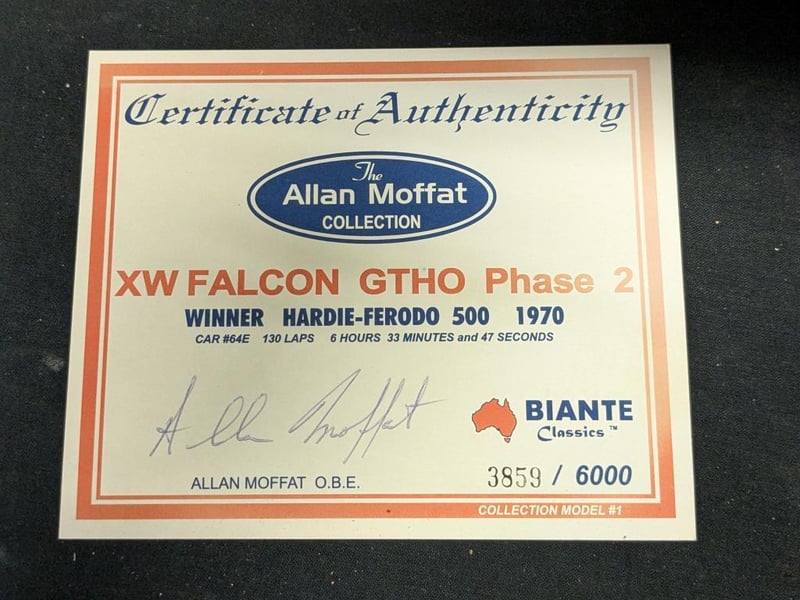 Certificate of Authenticity
The
Allan Moffat
COLLECTION
XW FALCON GTHO Phase 2
WINNER HARDIE-FERODO 500 1970
CAR #64E 130 LAPS 6 HOURS 33 MINUTES and 47 SECONDS
Allan Moffat
BIANTE
Classics ™
ALLAN MOFFAT O.B.E.
3859 / 6000
COLLECTION MODEL #1